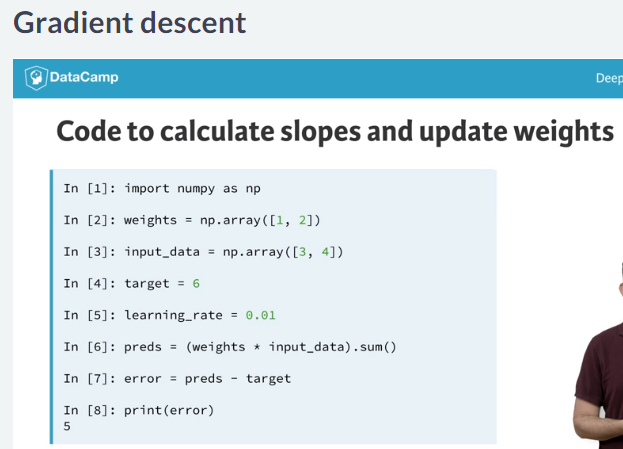 Gradient descent
DataCamp
Deep
Code to calculate slopes and update weights
In [1]: import numpy as np
In [2]: weights = np.array([1, 2])
In [3]: input_data = np.array([3, 4])
In [4]: target = 6
In [5]: learning_rate = 0.01
In [6]: preds = (weights * input_data).sum()
In [7]: error = preds - target
In [8]: print(error)
5